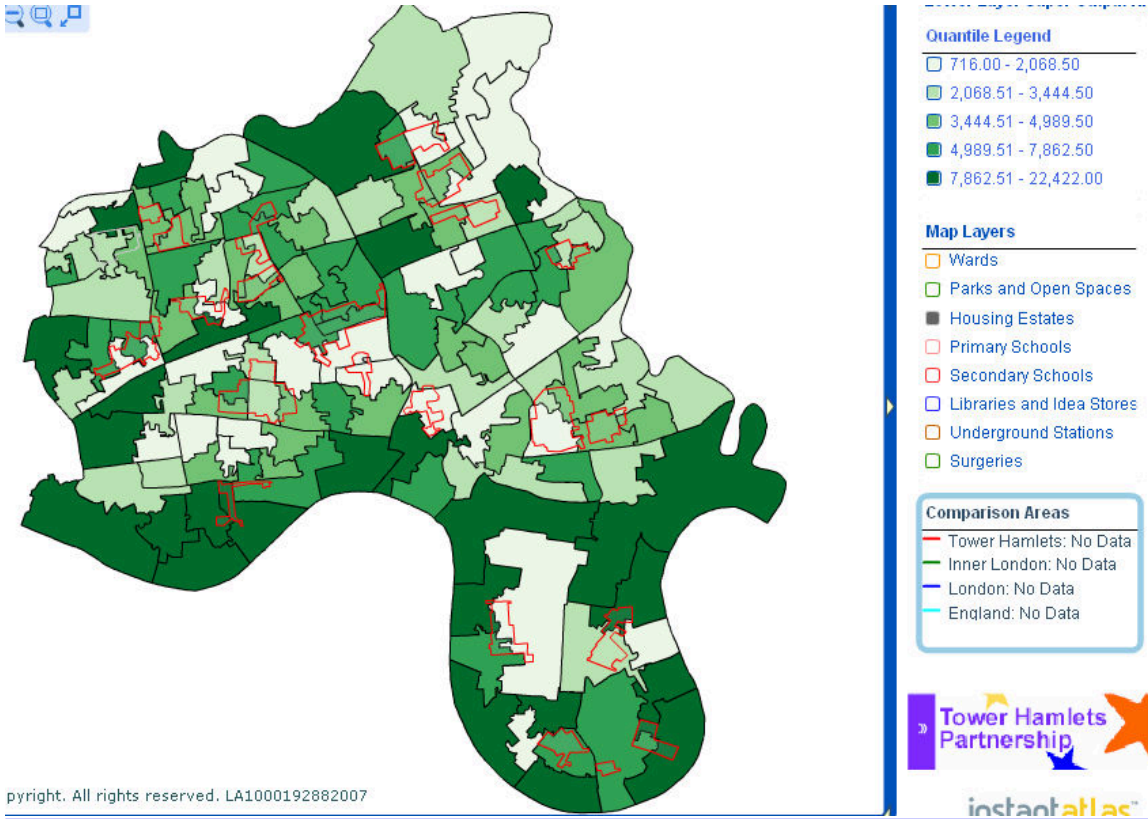 Quantile Legend
716.00 - 2,068.50
2,068.51 - 3,444.50
3,444.51 - 4,989.50
4,989.51 - 7,862.50
7,862.51 - 22,422.00
Map Layers
Wards
Parks and Open Spaces
Housing Estates
Primary Schools
Secondary Schools
Libraries and Idea Stores
Underground Stations
Surgeries
Comparison Areas
Tower Hamlets: No Data
Inner London: No Data
London: No Data
England: No Data
» Tower Hamlets
Partnership
pyright. All rights reserved. LA1000192882007
instantatlas™